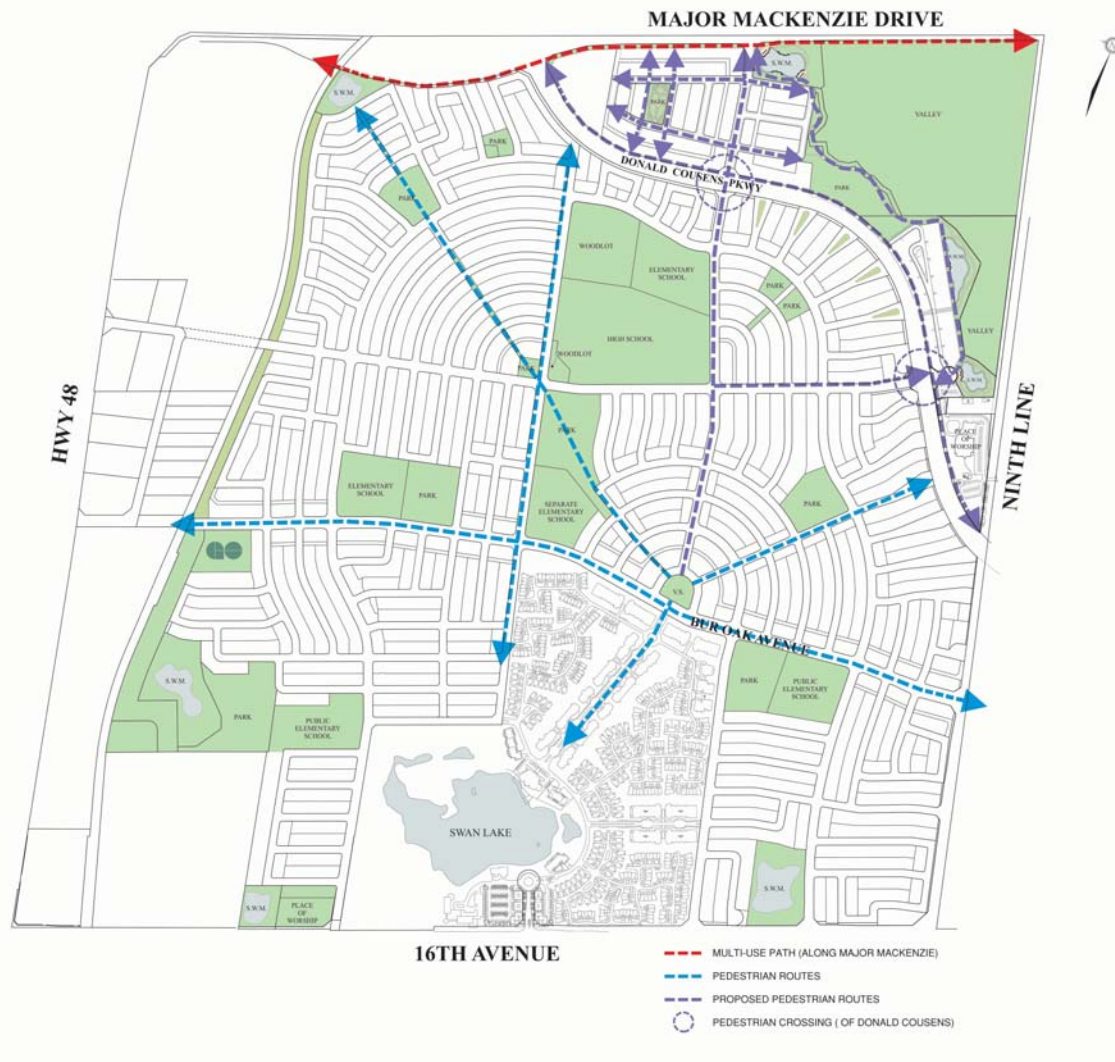 MAJOR MACKENZIE DRIVE
S.W.M.
S.W.M.
PARK
VALLEY
PARK
DONALD COUSENS PKWY
PARK
PARK
WOODLOT
ELEMENTARY
SCHOOL
S.W.M.
PARK
PARK
VALLEY
HIGH SCHOOL
WOODLOT
PARK
S.W.M.
HWY 48
NINTH LINE
PARK
PLACE
OF
WORSHIP
ELEMENTARY
SCHOOL
PARK
SEPARATE
ELEMENTARY
SCHOOL
PARK
V.S.
BUR OAK AVENUE
S.W.M.
PARK
PUBLIC
ELEMENTARY
SCHOOL
PARK
PUBLIC
ELEMENTARY
SCHOOL
SWAN LAKE
S.W.M.
S.W.M.
PLACE
OF
WORSHIP
16TH AVENUE
MULTI-USE PATH (ALONG MAJOR MACKENZIE)
PEDESTRIAN ROUTES
PROPOSED PEDESTRIAN ROUTES
PEDESTRIAN CROSSING ( OF DONALD COUSENS)